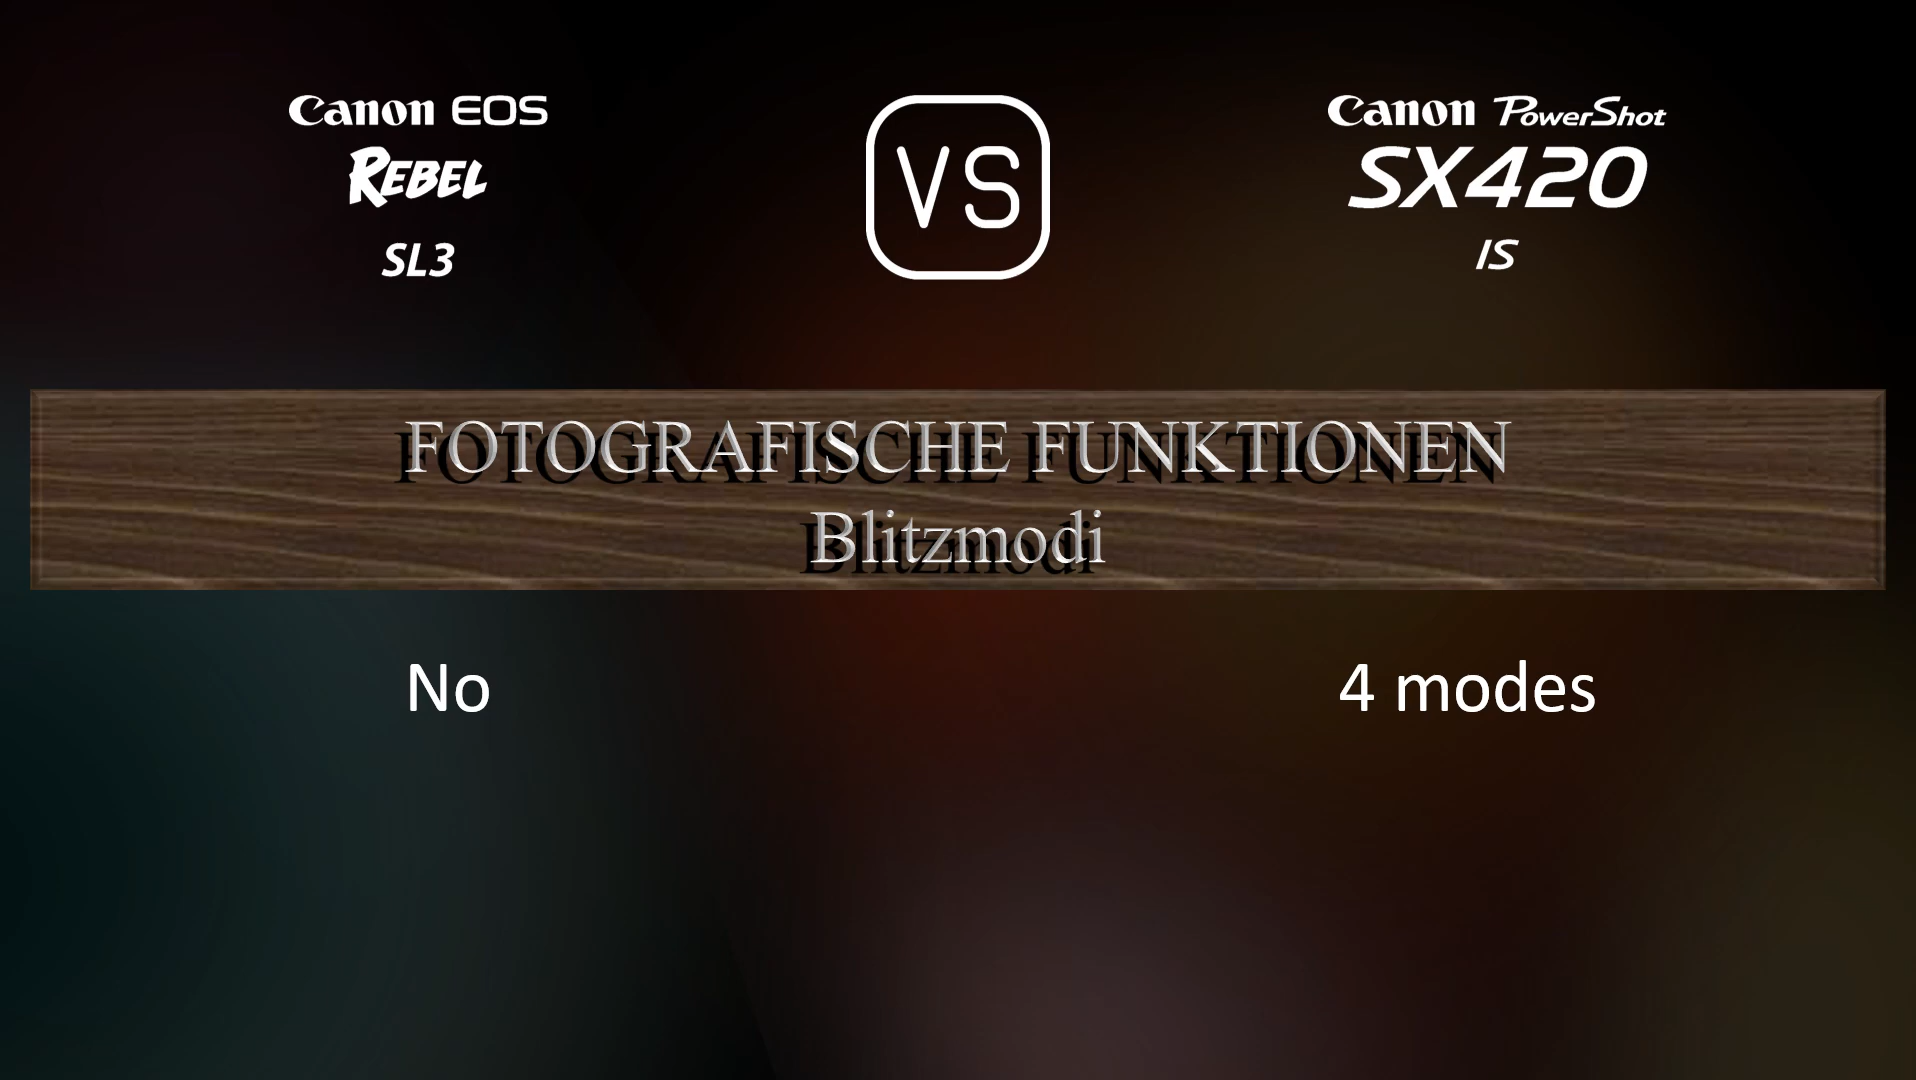 Canon EOS
REBEL
SL3
VS
Canon PowerShot
SX420
IS
FOTOGRAFISCHE FUNKTIONEN
Blitzmodi
No
4 modes